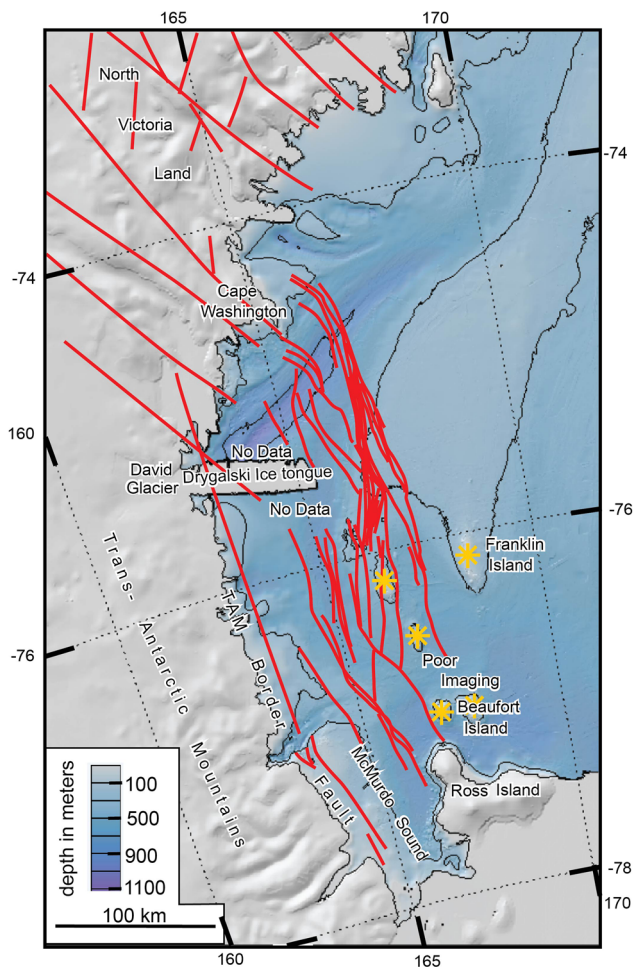 165
170
North
Victoria
Land
-74
-74
Cape
Washington
160
No Data
David
Glacier
Drygalski Ice tongue
No Data
-76
Franklin
Island
Trans-
Antarctic
Mountains
TAM
Border
Fault
-76
Poor
Imaging
Beaufort
Island
McMurdo Sound
Ross Island
depth in meters
100
500
900
1100
100 km
-78
170
160
165